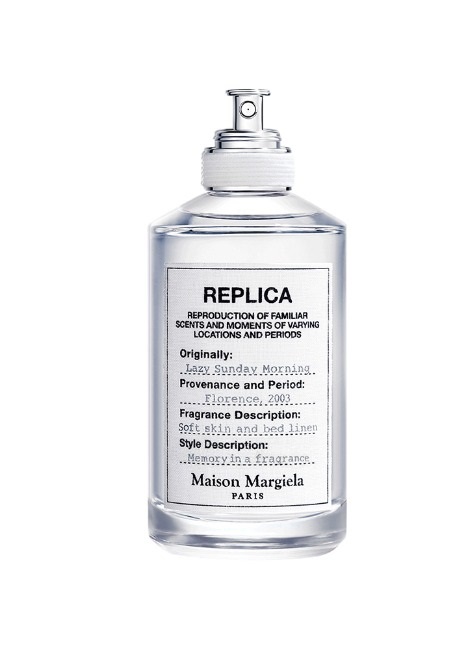 REPLICA
REPRODUCTION OF FAMILIAR
SCENTS AND MOMENTS OF VARYING
LOCATIONS AND PERIODS
Originally:
Lazy Sunday Morning
Provenance and Period:
Florence, 2003
Fragrance Description:
Soft skin and bed linen
Style Description:
Memory in a fragrance
Maison Margiela
PARIS